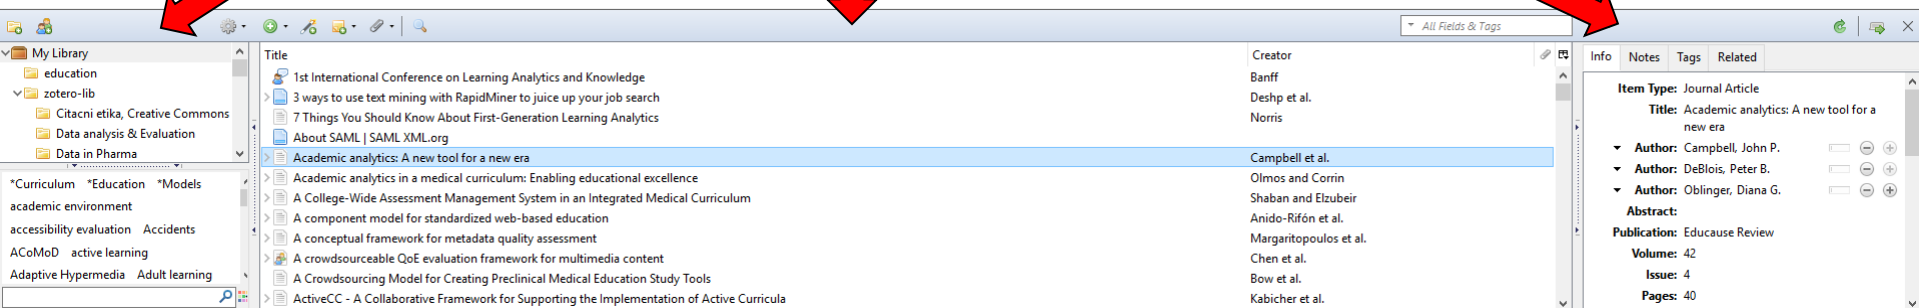 All Fields & Tags
My Library
education
zotero-lib
Citacni etika, Creative Commons
Data analysis & Evaluation
Data in Pharma
*Curriculum *Education *Models
academic environment
accessibility evaluation Accidents
ACoMoD active learning
Adaptive Hypermedia Adult learning
Title Creator
1st International Conference on Learning Analytics and Knowledge Banff
3 ways to use text mining with RapidMiner to juice up your job search Deshp et al.
7 Things You Should Know About First-Generation Learning Analytics Norris
About SAML | SAML XML.org
Academic analytics: A new tool for a new era Campbell et al.
Academic analytics in a medical curriculum: Enabling educational excellence Olmos and Corrin
A College-Wide Assessment Management System in an Integrated Medical Curriculum Shaban and Elzubeir
A component model for standardized web-based education Anido-Rifón et al.
A conceptual framework for metadata quality assessment Margaritopoulos et al.
A crowdsourceable QoE evaluation framework for multimedia content Chen et al.
A Crowdsourcing Model for Creating Preclinical Medical Education Study Tools Bow et al.
ActiveCC - A Collaborative Framework for Supporting the Implementation of Active Curricula Kabicher et al.
Info Notes Tags Related
Item Type: Journal Article
Title: Academic analytics: A new tool for a
new era
Author: Campbell, John P.
Author: DeBlois, Peter B.
Author: Oblinger, Diana G.
Abstract:
Publication: Educause Review
Volume: 42
Issue: 4
Pages: 40